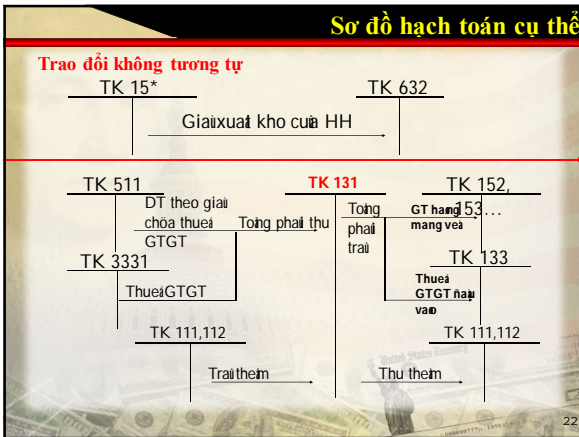 Sơ đồ hạch toán cụ thể
Trao đổi không tương tự
TK 15*
TK 632
Giaù xuaát kho cuûa HH
TK 511
TK 131
TK 152,
153…
DT theo giaù
chöa thueá
GTGT
Toång phaûi thu
Toång
phaûi
traû
GT haøng
mang veà
TK 3331
TK 133
Thueá GTGT
Thueá
GTGT ñaàu
vaøo
TK 111,112
TK 111,112
Traû theâm
Thu theâm
22